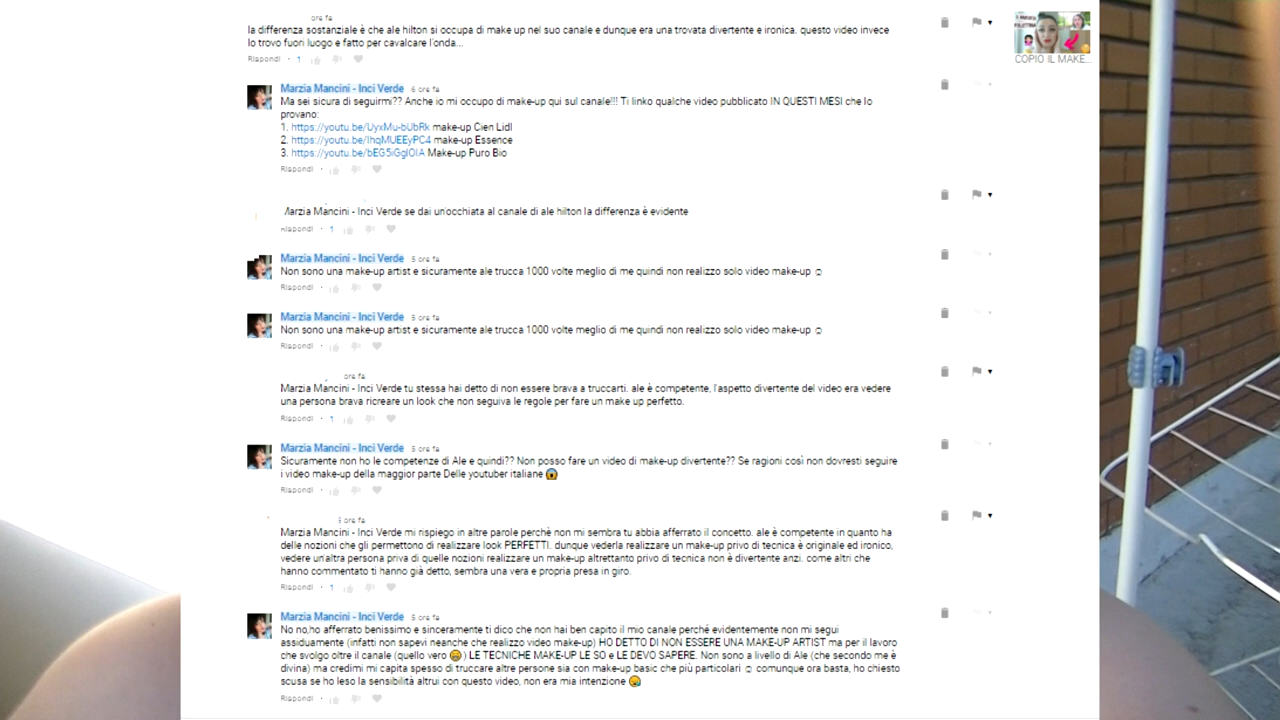 ore fa
la differenza sostanziale è che ale hilton si occupa di make up nel suo canale e dunque era una trovata divertente e ironica. questo video invece
lo trovo fuori luogo e fatto per cavalcare l'onda...
Rispondi · 1
COPIO IL MAKE...
Marzia Mancini - Inci Verde 6 ore fa
Ma sei sicura di seguirmi?? Anche io mi occupo di make-up qui sul canale!!! Ti linko qualche video pubblicato IN QUESTI MESI che lo
provano:
1. https://youtu.be/UyxMu-bUbRk make-up Cien Lidl
2. https://youtu.be/IhqMUEEyPC4 make-up Essence
3. https://youtu.be/bEG5iGglOIA Make-up Puro Bio
Rispondi ·
Marzia Mancini - Inci Verde se dai un'occhiata al canale di ale hilton la differenza è evidente
Rispondi · 1
Marzia Mancini - Inci Verde 5 ore fa
Non sono una make-up artist e sicuramente ale trucca 1000 volte meglio di me quindi non realizzo solo video make-up ☺
Rispondi ·
Marzia Mancini - Inci Verde 5 ore fa
Non sono una make-up artist e sicuramente ale trucca 1000 volte meglio di me quindi non realizzo solo video make-up ☺
Rispondi ·
ore fa
Marzia Mancini - Inci Verde tu stessa hai detto di non essere brava a truccarti. ale è competente, l'aspetto divertente del video era vedere
una persona brava ricreare un look che non seguiva le regole per fare un make up perfetto.
Rispondi · 1
Marzia Mancini - Inci Verde 5 ore fa
Sicuramente non ho le competenze di Ale e quindi?? Non posso fare un video di make-up divertente?? Se ragioni così non dovresti seguire
i video make-up della maggior parte Delle youtuber italiane 😱
Rispondi ·
ore fa
Marzia Mancini - Inci Verde mi rispiego in altre parole perchè non mi sembra tu abbia afferrato il concetto. ale è competente in quanto ha
delle nozioni che gli permettono di realizzare look PERFETTI. dunque vederla realizzare un make-up privo di tecnica è originale ed ironico,
vedere un'altra persona priva di quelle nozioni realizzare un make-up altrettanto privo di tecnica non è divertente anzi. come altri che
hanno commentato ti hanno già detto, sembra una vera e propria presa in giro.
Rispondi · 1
Marzia Mancini - Inci Verde 5 ore fa
No no,ho afferrato benissimo e sinceramente ti dico che non hai ben capito il mio canale perché evidentemente non mi segui
assiduamente (infatti non sapevi neanche che realizzo video make-up) HO DETTO DI NON ESSERE UNA MAKE-UP ARTIST ma per il lavoro
che svolgo oltre il canale (quello vero 😄) LE TECNICHE MAKE-UP LE SO e LE DEVO SAPERE. Non sono a livello di Ale (che secondo me è
divina) ma credimi mi capita spesso di truccare altre persone sia con make-up basic che più particolari ☺ comunque ora basta, ho chiesto
scusa se ho leso la sensibilità altrui con questo video, non era mia intenzione 😭
Rispondi ·